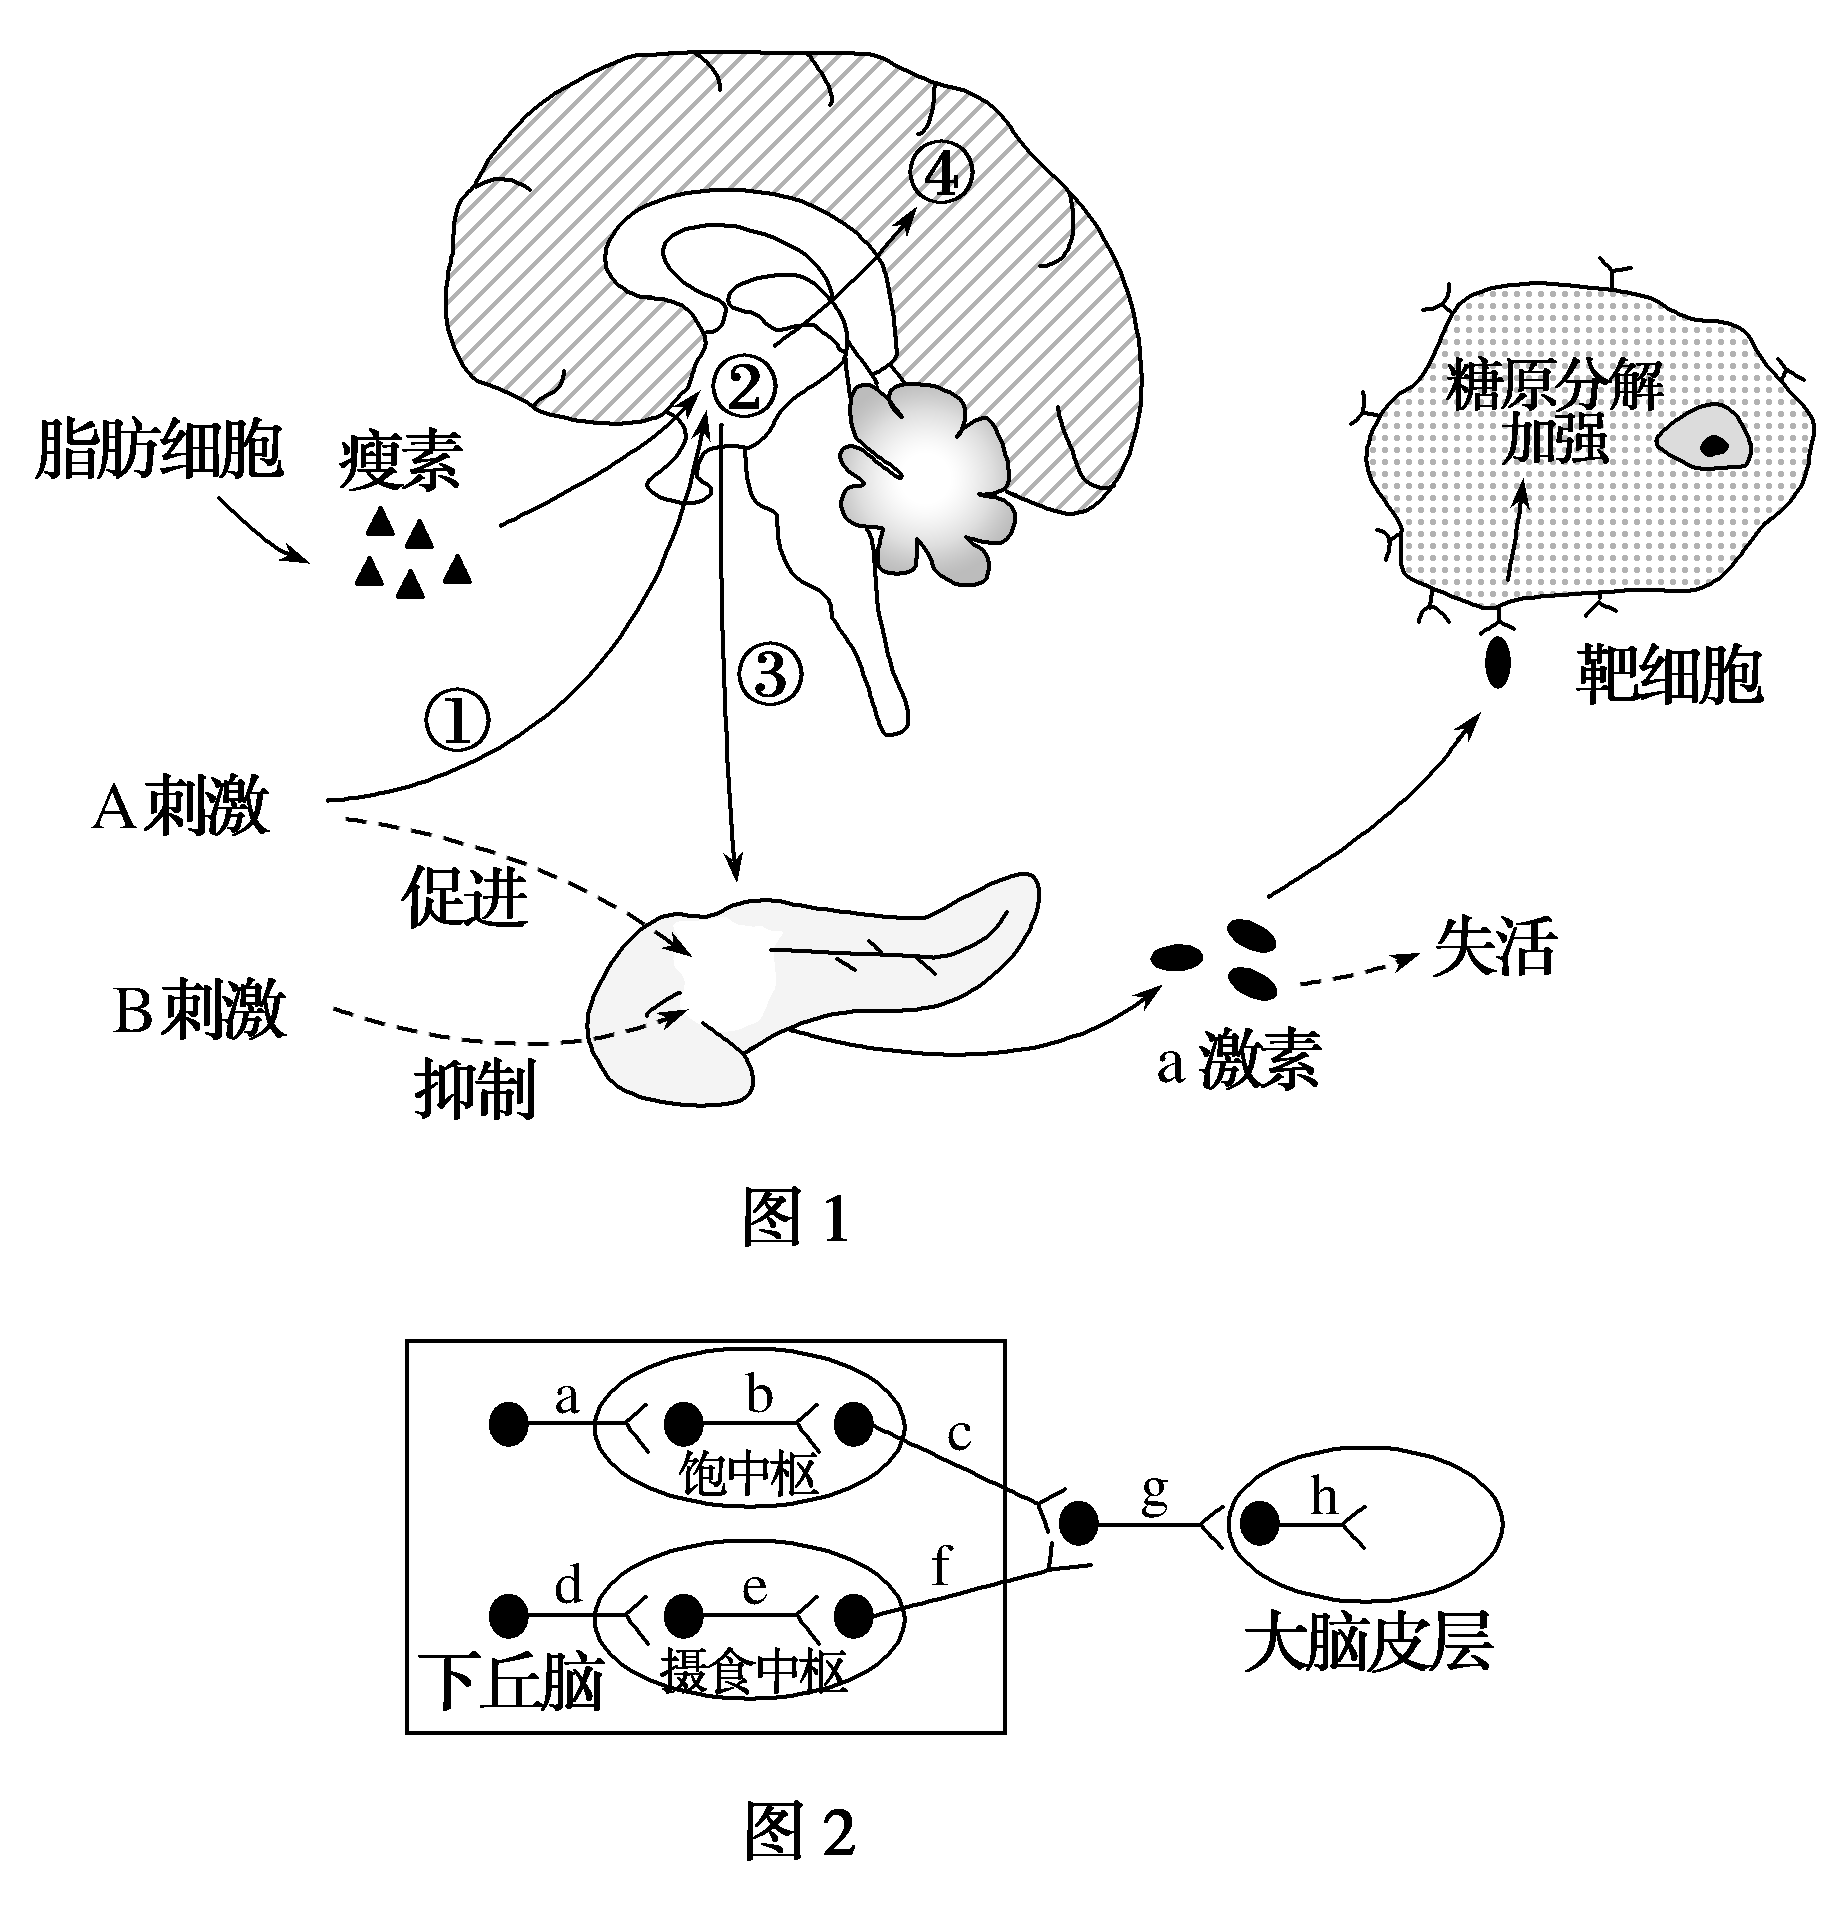 ④
②
糖原分解
加强
脂肪细胞
瘦素
③
靶细胞
①
A刺激
促进
失活
B刺激
a 激素
抑制
图 1
a
b
c
饱中枢
g
h
d
e
f
大脑皮层
下丘脑
摄食中枢
图 2